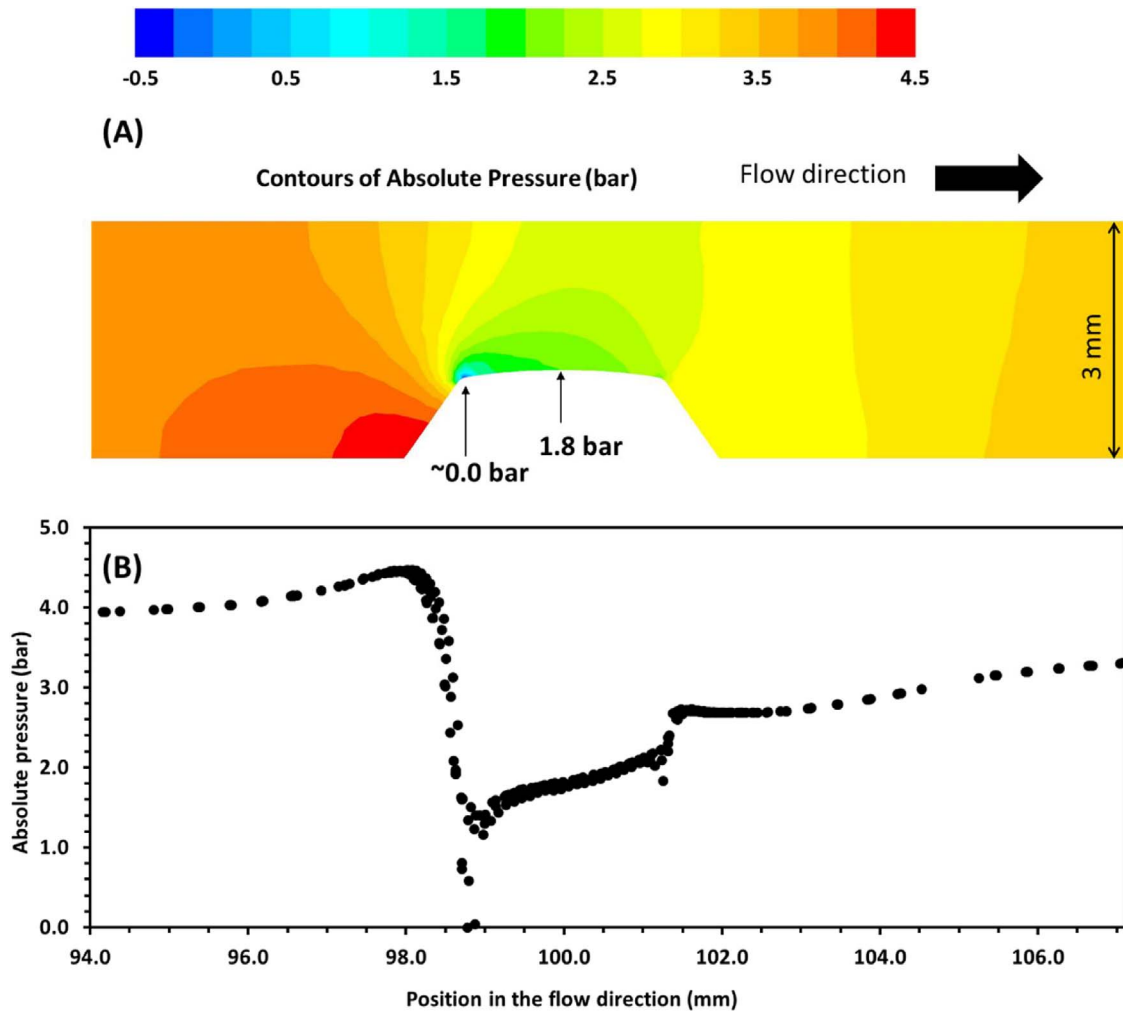 -0.5 0.5 1.5 2.5 3.5 4.5
(A)
Contours of Absolute Pressure (bar)
Flow direction
3 mm
1.8 bar
~0.0 bar
(B)
5.0
4.0
3.0
2.0
1.0
0.0
Absolute pressure (bar)
94.0 96.0 98.0 100.0 102.0 104.0 106.0
Position in the flow direction (mm)